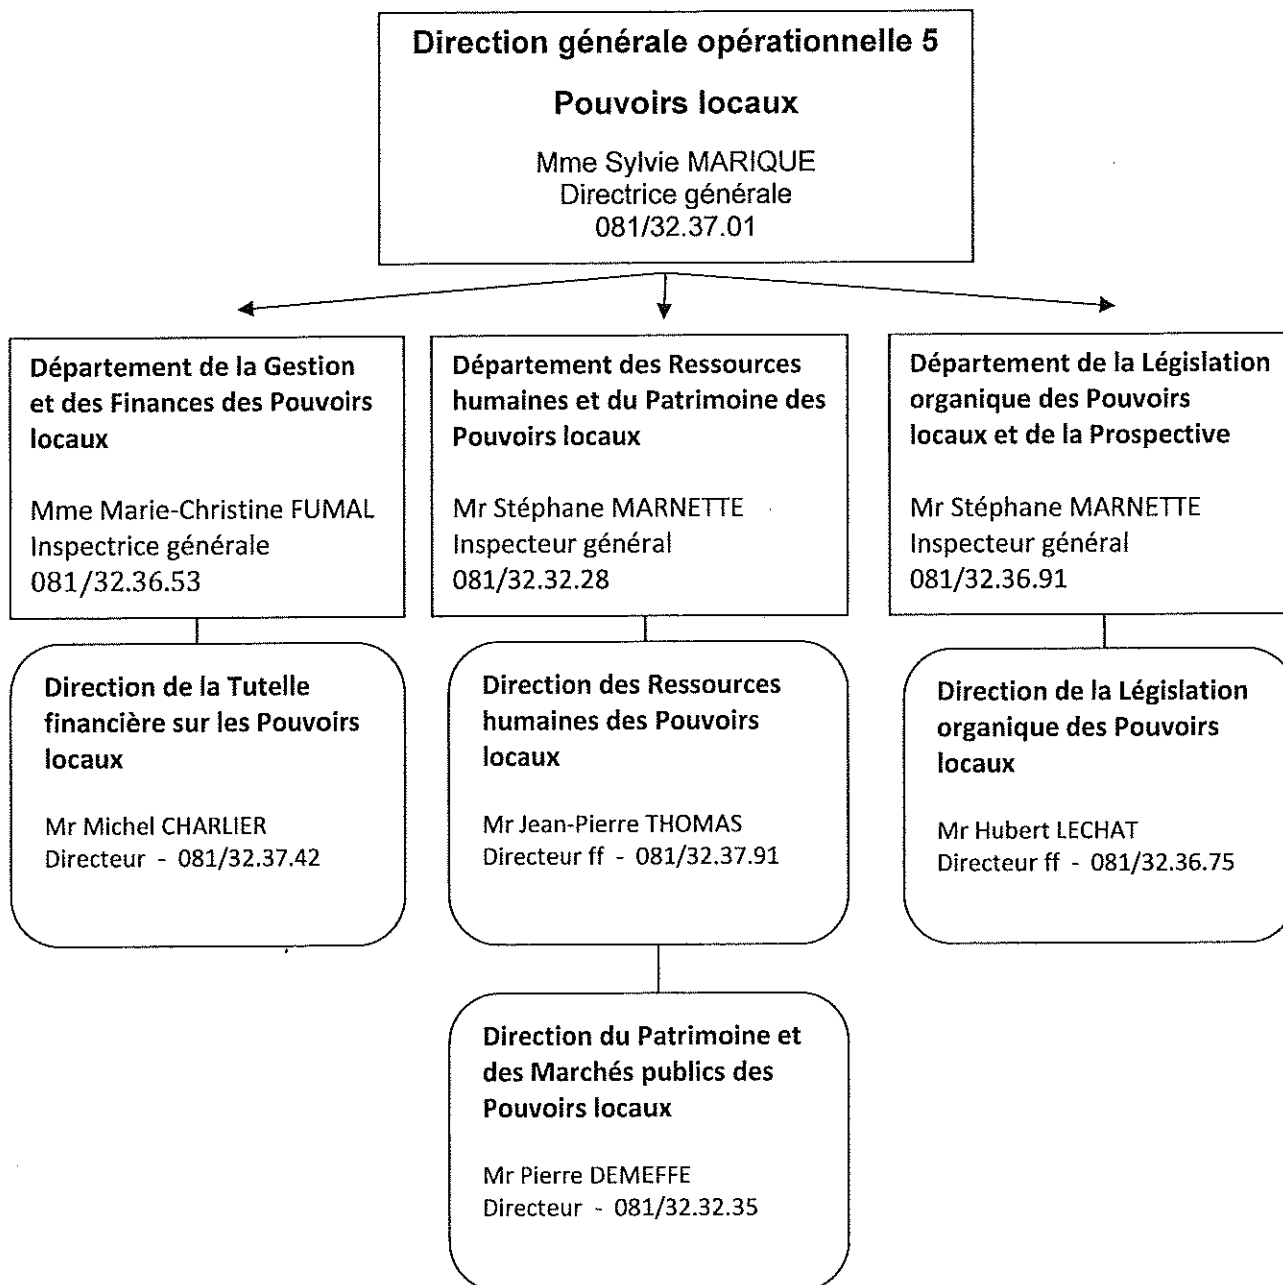 Direction générale opérationnelle 5
Pouvoirs locaux
Mme Sylvie MARIQUE
Directrice générale
081/32.37.01
Département de la Gestion
et des Finances des Pouvoirs
locaux
Mme Marie-Christine FUMAL
Inspectrice générale
081/32.36.53
Département des Ressources
humaines et du Patrimoine des
Pouvoirs locaux
Mr Stéphane MARNETTE
Inspecteur général
081/32.32.28
Département de la Législation
organique des Pouvoirs
locaux et de la Prospective
Mr Stéphane MARNETTE
Inspecteur général
081/32.36.91
Direction de la Tutelle
financière sur les Pouvoirs
locaux
Mr Michel CHARLIER
Directeur - 081/32.37.42
Direction des Ressources
humaines des Pouvoirs
locaux
Mr Jean-Pierre THOMAS
Directeur ff - 081/32.37.91
Direction de la Législation
organique des Pouvoirs
locaux
Mr Hubert LECHAT
Directeur ff - 081/32.36.75
Direction du Patrimoine et
des Marchés publics des
Pouvoirs locaux
Mr Pierre DEMEFFE
Directeur - 081/32.32.35